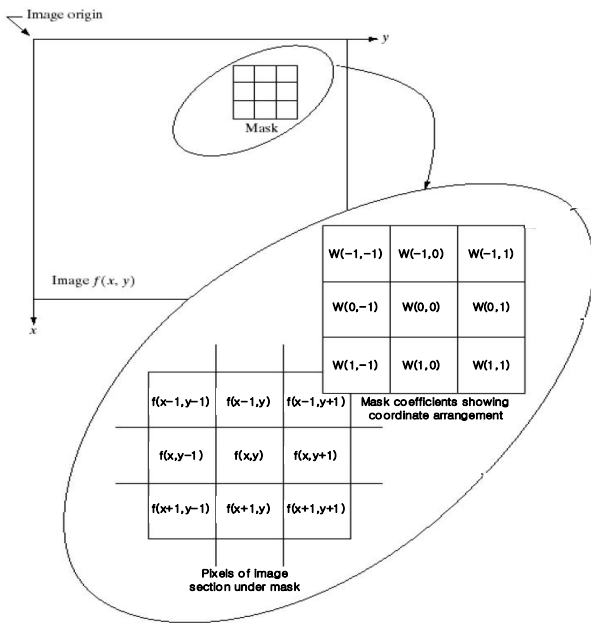 Image origin
y
Mask
Image f(x, y)
x
W(-1,-1) W(-1,0) W(-1, 1)
W(0,-1) W(0,0) W(0,1)
W(1,-1) W(1,0) W(1,1)
Mask coefficients showing
coordinate arrangement
f(x-1,y-1) f(x-1,y) f(x-1,y+1)
f(x,y-1) f(x,y) f(x,y+1)
f(x+1,y-1) f(x+1,y) f(x+1,y+1)
Pixels of image
section under mask